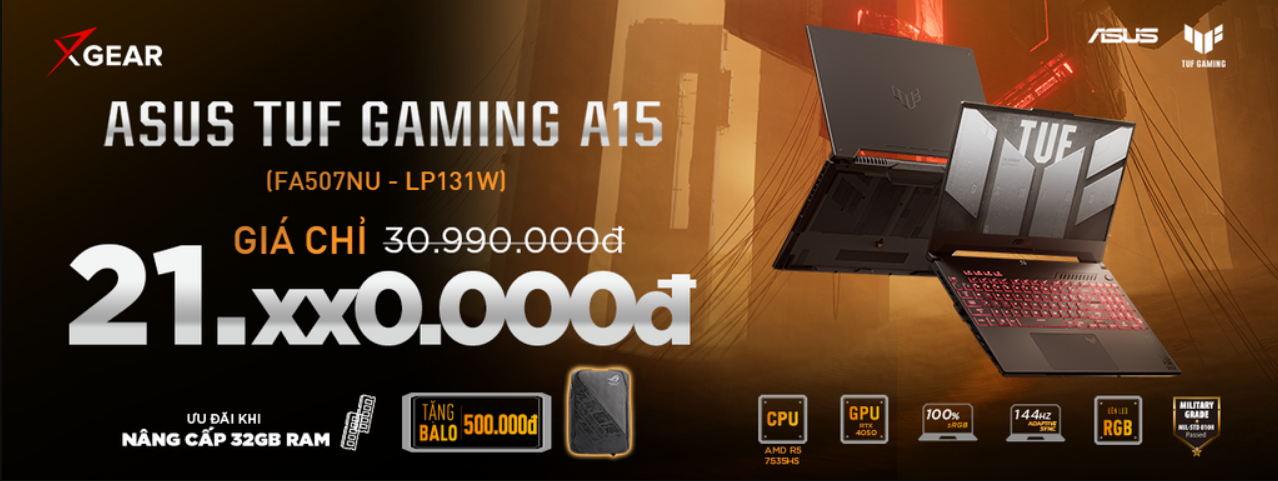 XGEAR
ASUS
TUF GAMING
ASUS TUF GAMING A15
(FA507NU - LP131W)
GIÁ CHỈ 30.990.000đ
21.xx0.000đ
TUF
ƯU ĐÃI KHI
NÂNG CẤP 32GB RAM
TẶNG
BALO
500.000đ
CPU
AMD R5
7535HS
GPU
RTX
4050
100%
sRGB
144HZ
ADAPTIVE
SYNC
ĐÈN LED
RGB
MILITARY
GRADE
MIL-STD 810H
Passed